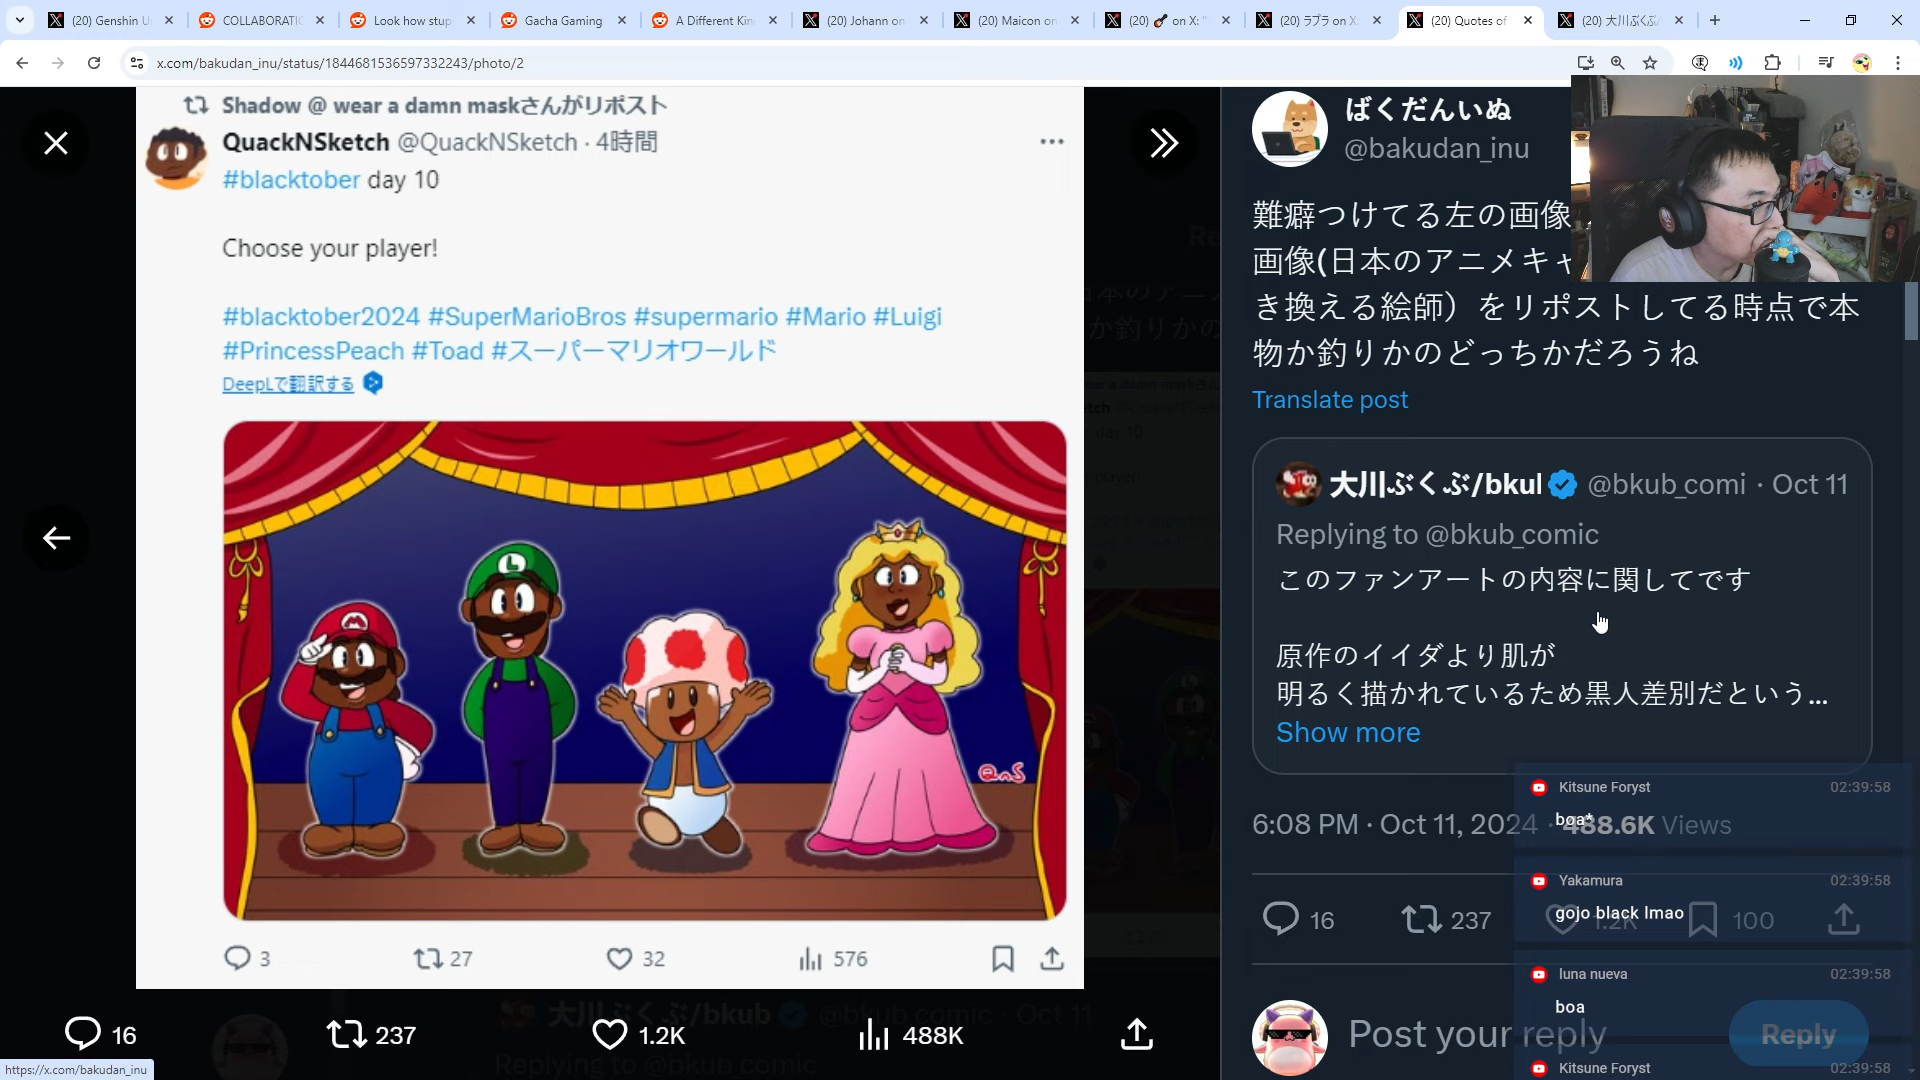 (20) Genshin U
COLLABORATIO
Look how stup
Gacha Gaming
A Different Kin
(20) Johann on
(20) Maicon on
(20) 🎸 on X: "
(20) ラプラ on X
(20) Quotes of
(20) 大川ぶくぶ
x.com/bakudan_inu/status/1844681536597332243/photo/2
Shadow @ wear a damn maskさんがリポスト
QuackNSketch @QuackNSketch · 4時間
#blacktober day 10
Choose your player!
#blacktober2024 #SuperMarioBros #supermario #Mario #Luigi
#PrincessPeach #Toad #スーパーマリオワールド
DeepLで翻訳する
L
M
QnS
3
27
32
576
16
237
1.2K
488K
https://x.com/bakudan_inu
ばくだんいぬ
@bakudan_inu
難癖つけてる左の画像
画像(日本のアニメキャ
き換える絵師）をリポストしてる時点で本
物か釣りかのどっちかだろうね
Translate post
大川ぶくぶ/bkul @bkub_comi · Oct 11
Replying to @bkub_comic
このファンアートの内容に関してです
原作のイイダより肌が
明るく描かれているため黒人差別だという...
Show more
6:08 PM · Oct 11, 2024 · 488.6K Views
16
237
1.2K
100
Post your reply
Reply
Kitsune Foryst 02:39:58
boa*
Yakamura 02:39:58
gojo black lmao
luna nueva 02:39:58
boa
Kitsune Foryst 02:39:58